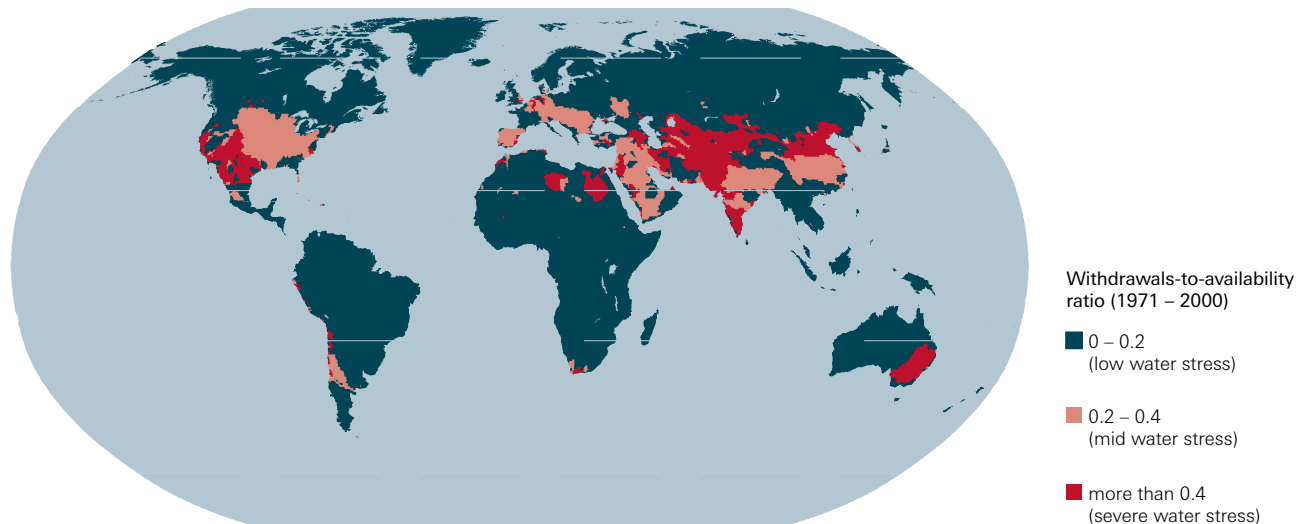 Withdrawals-to-availability
ratio (1971 – 2000)
0 – 0.2
(low water stress)
0.2 – 0.4
(mid water stress)
more than 0.4
(severe water stress)